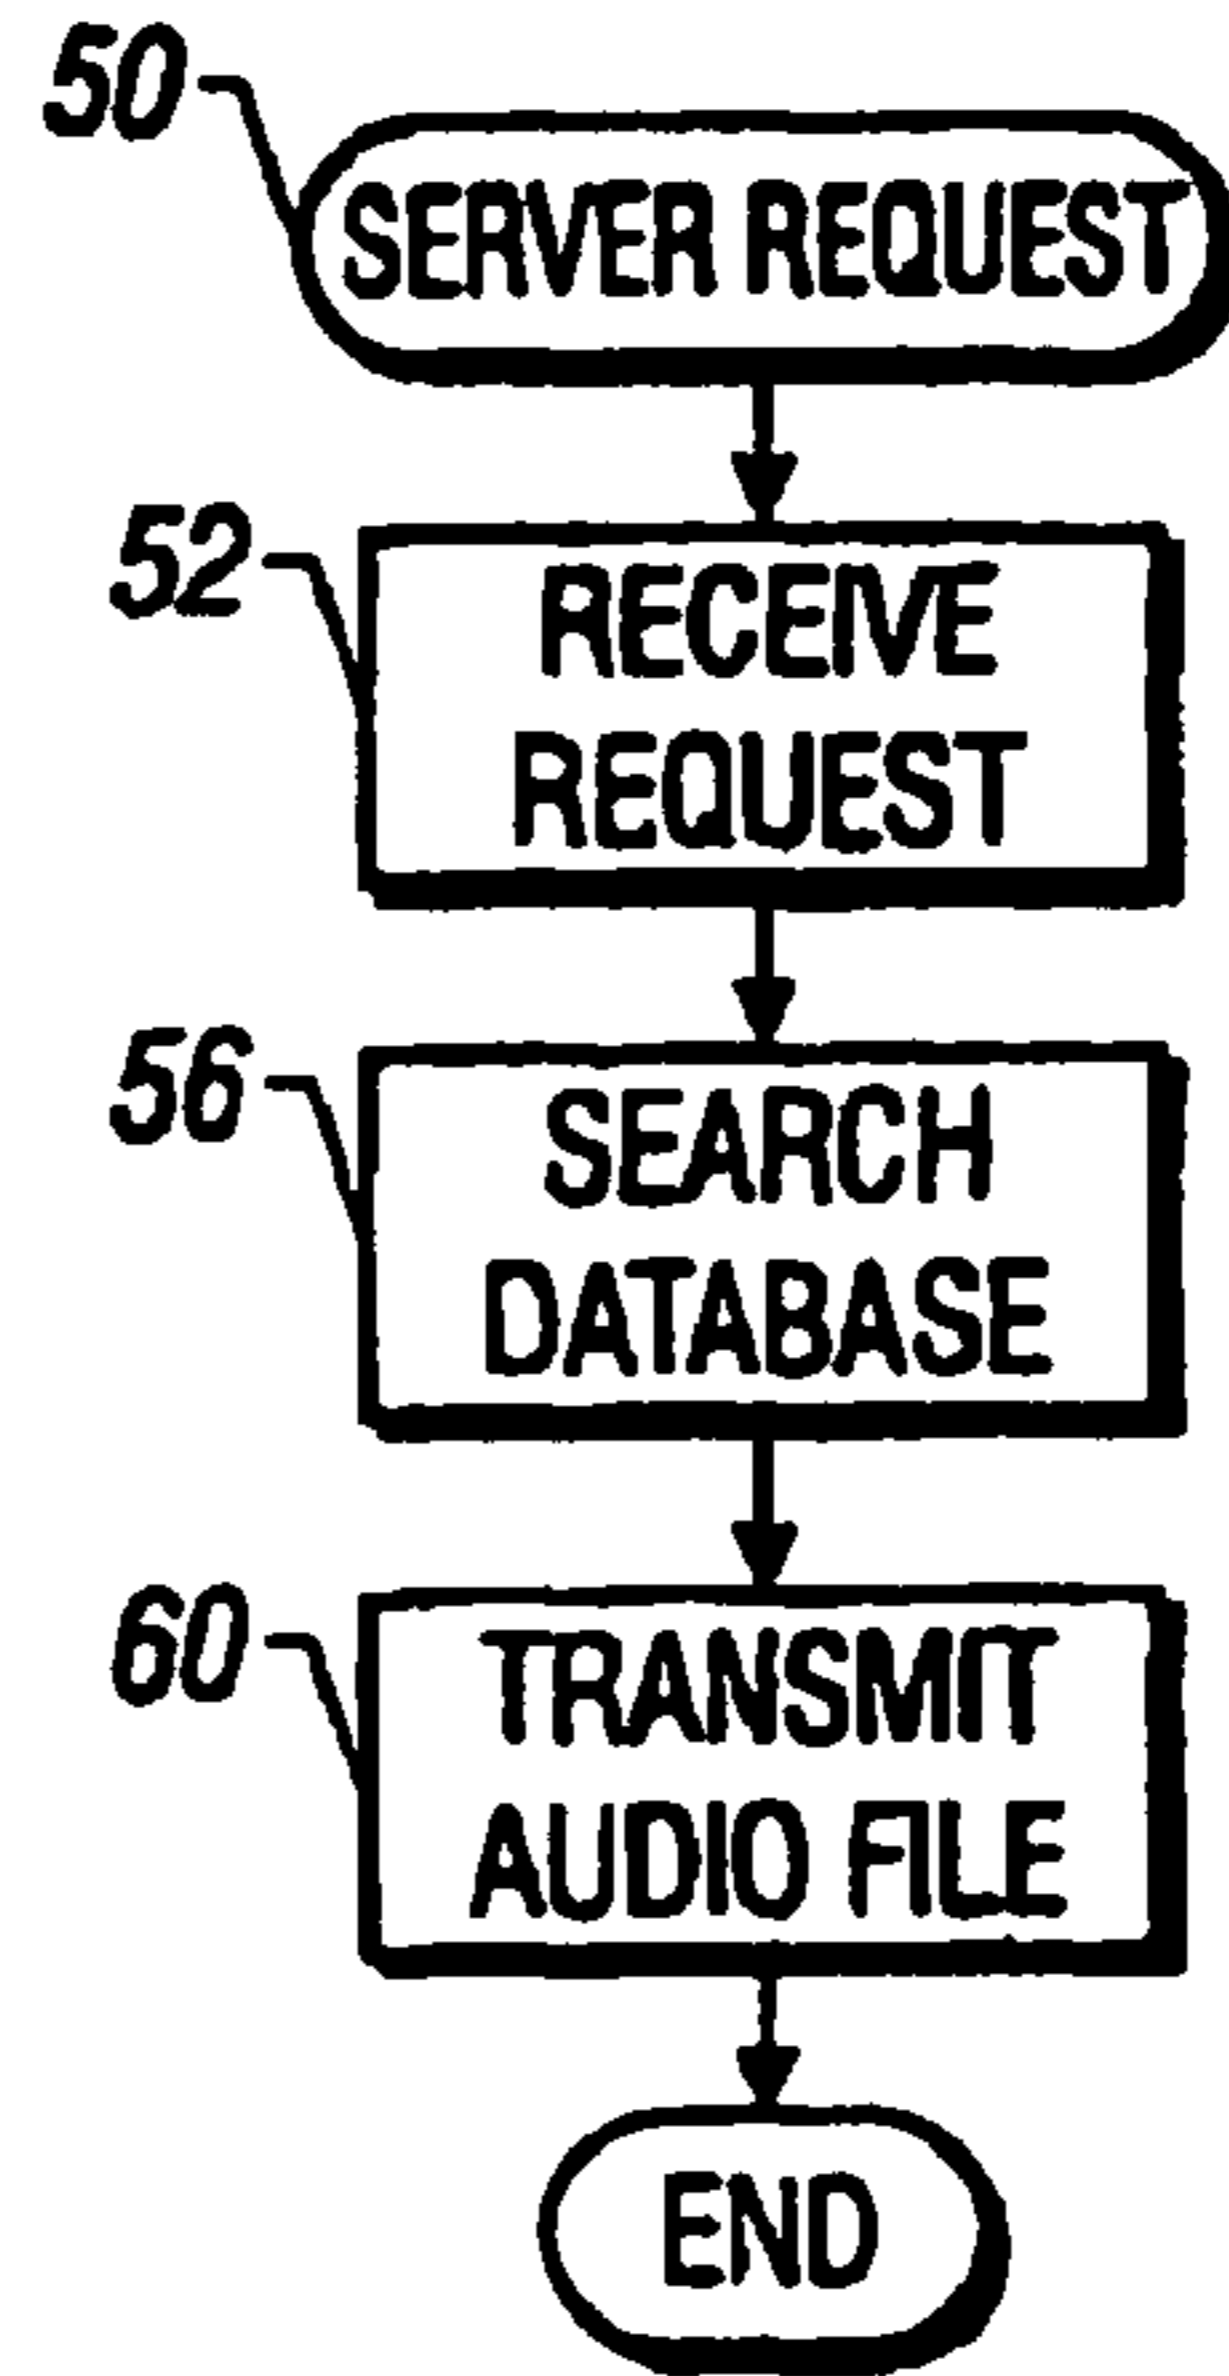 50
SERVER REQUEST
52
RECEIVE
REQUEST
56
SEARCH
DATABASE
60
TRANSMIT
AUDIO FILE
END